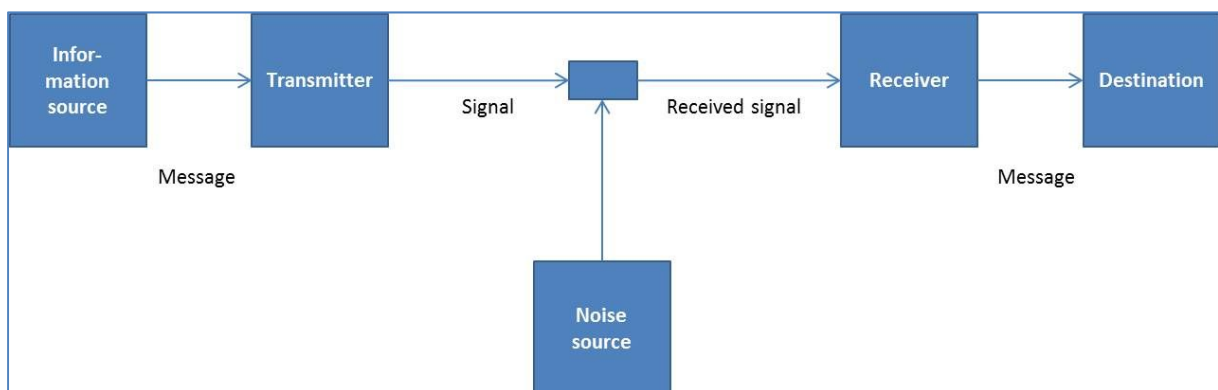 Infor-
mation
source
Transmitter
Signal
Received signal
Receiver
Destination
Message
Message
Noise
source